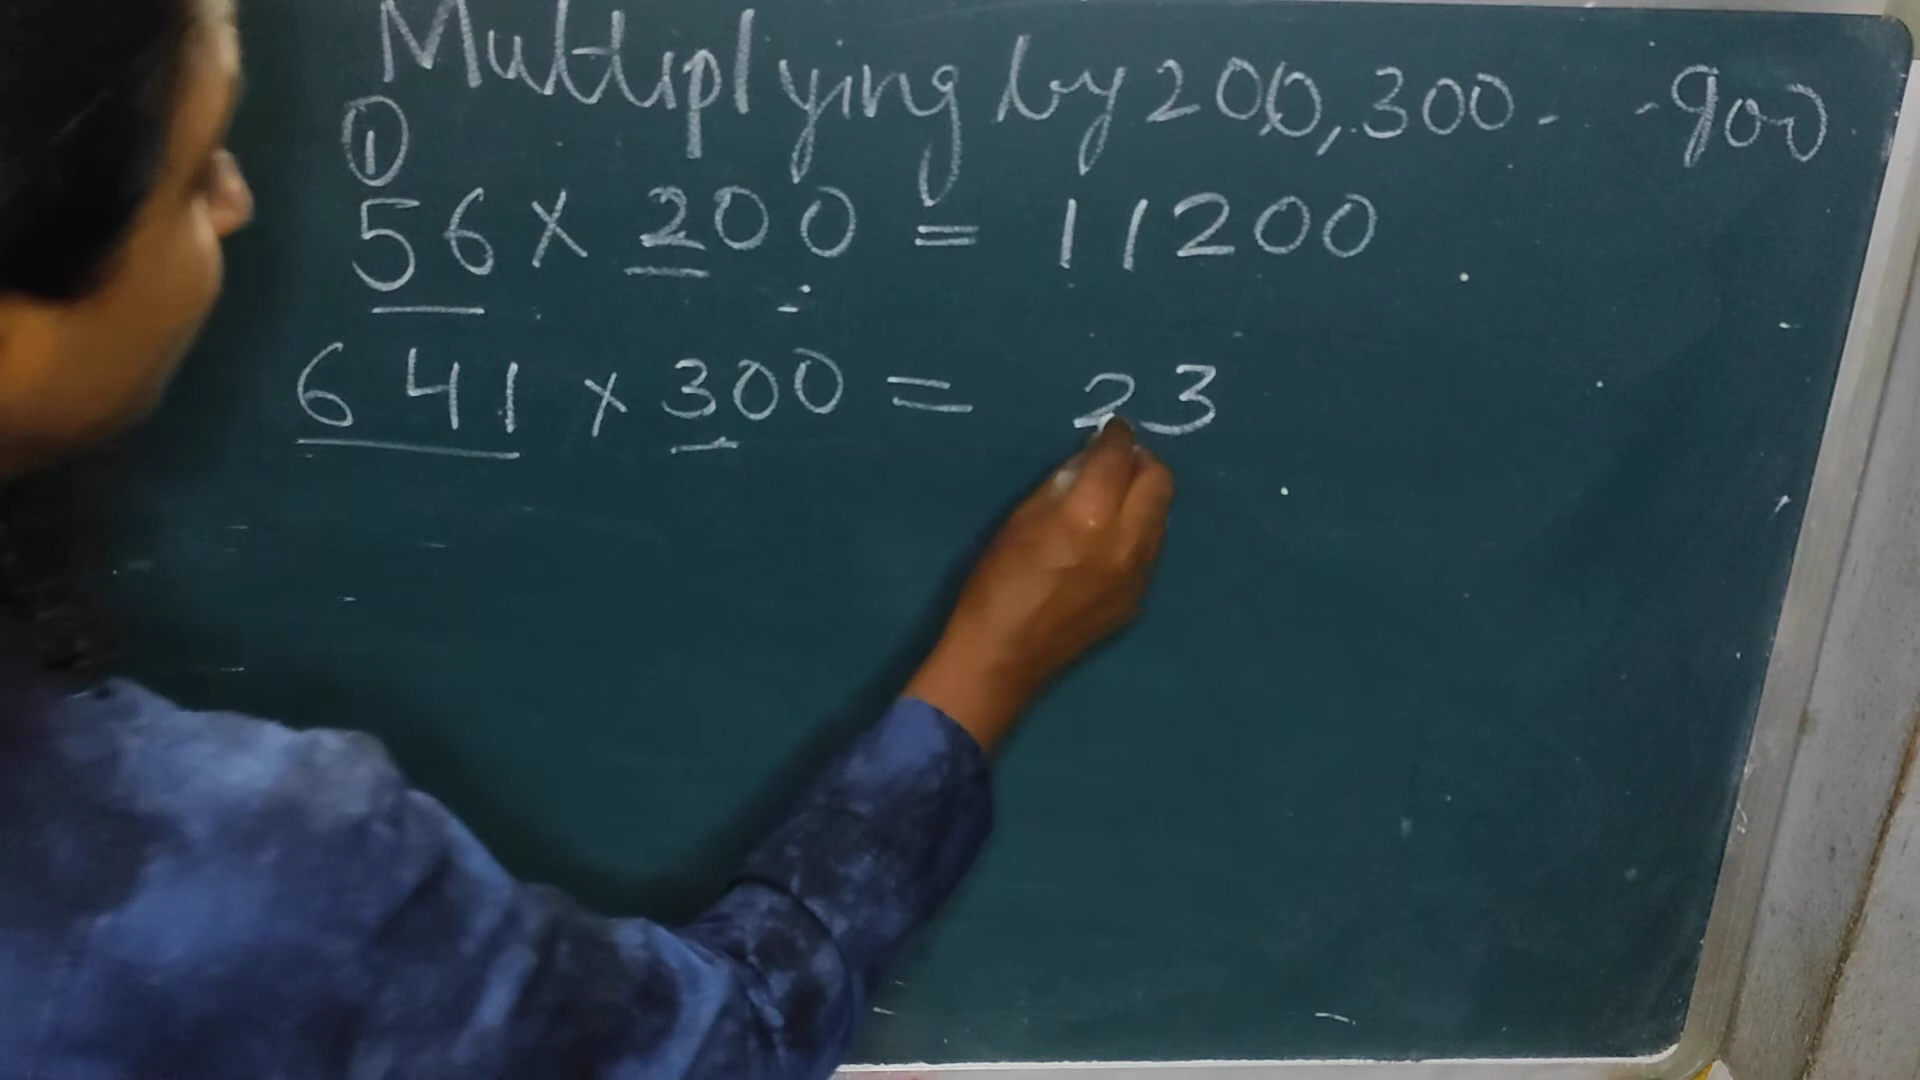 Multiplying by 200, 300 - - - 900
①
56 × 200 = 11200
641 × 300 = 23